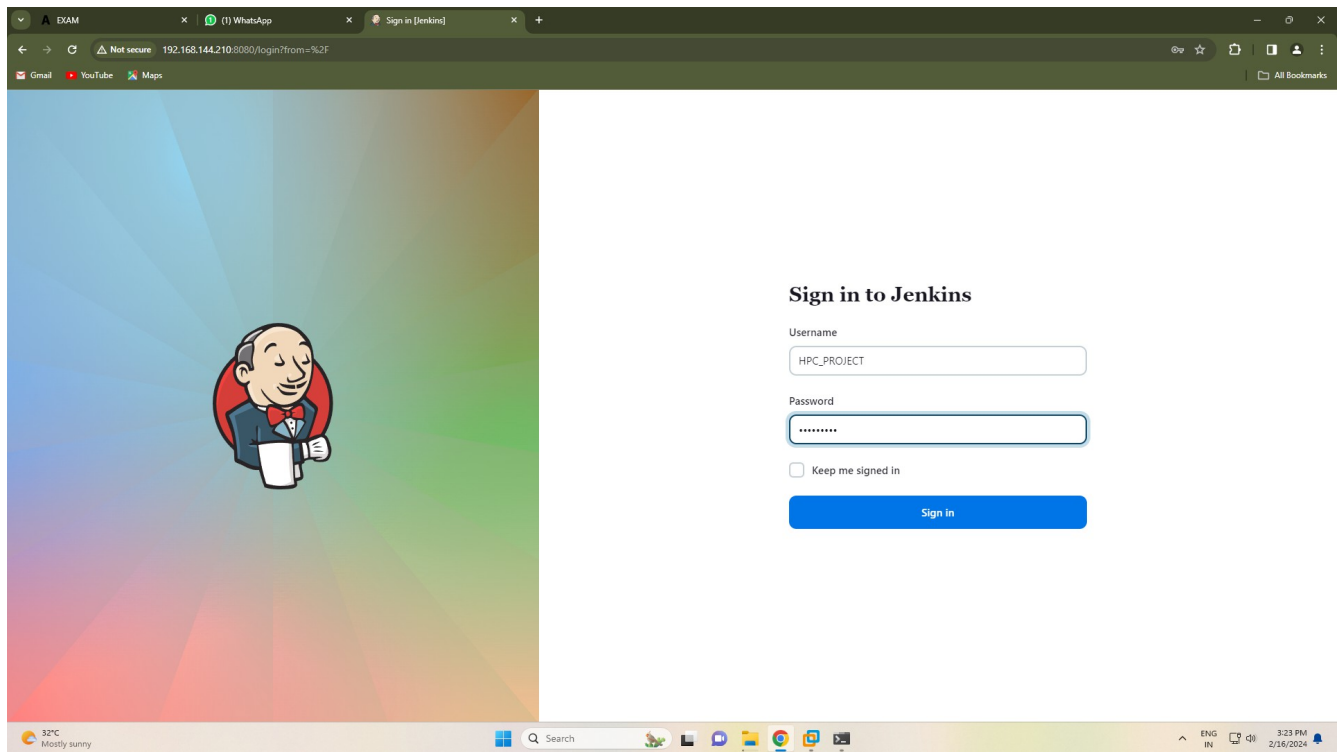 EXAM
(1) WhatsApp
Sign in [Jenkins]
Not secure 192.168.144.210:8080/login?from=%2F
Gmail YouTube Maps All Bookmarks
Sign in to Jenkins
Username
HPC_PROJECT
Password
•••••••••
Keep me signed in
Sign in
32°C
Mostly sunny
Search
ENG
IN
3:23 PM
2/16/2024